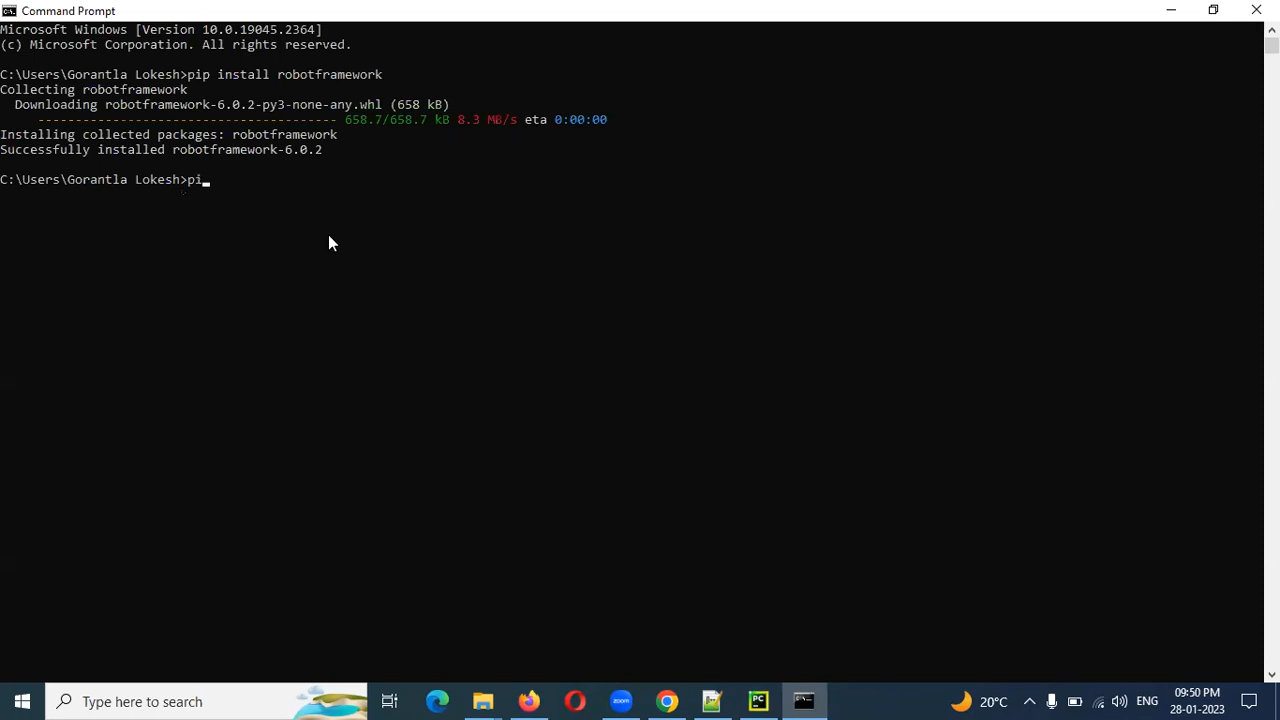 Command Prompt
Microsoft Windows [Version 10.0.19045.2364]
(c) Microsoft Corporation. All rights reserved.
C:\Users\Gorantla Lokesh>pip install robotframework
Collecting robotframework
Downloading robotframework-6.0.2-py3-none-any.whl (658 kB)
---------------------------------------- 658.7/658.7 kB 8.3 MB/s eta 0:00:00
Installing collected packages: robotframework
Successfully installed robotframework-6.0.2
C:\Users\Gorantla Lokesh>pi_
Type here to search
zoom
PC
20°C
ENG
09:50 PM
28-01-2023